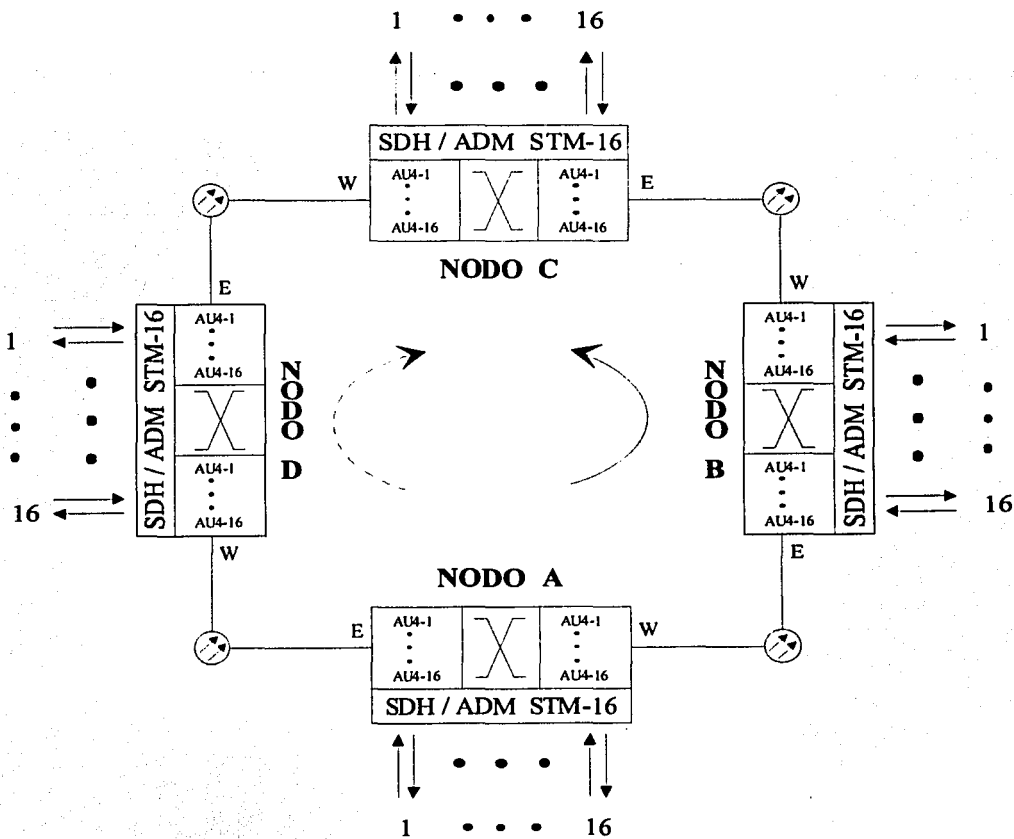 1 • • • 16
• • •
SDH / ADM STM-16
AU4-1
AU4-16
AU4-1
AU4-16
W
E
NODO C
E
W
1
16
SDH / ADM STM-16
AU4-1
AU4-16
AU4-1
AU4-16
NODO D
W
NODO B
AU4-1
AU4-16
AU4-1
AU4-16
SDH / ADM STM-16
1
16
E
NODO A
E
W
AU4-1
AU4-16
AU4-1
AU4-16
SDH / ADM STM-16
• • •
1 • • • 16